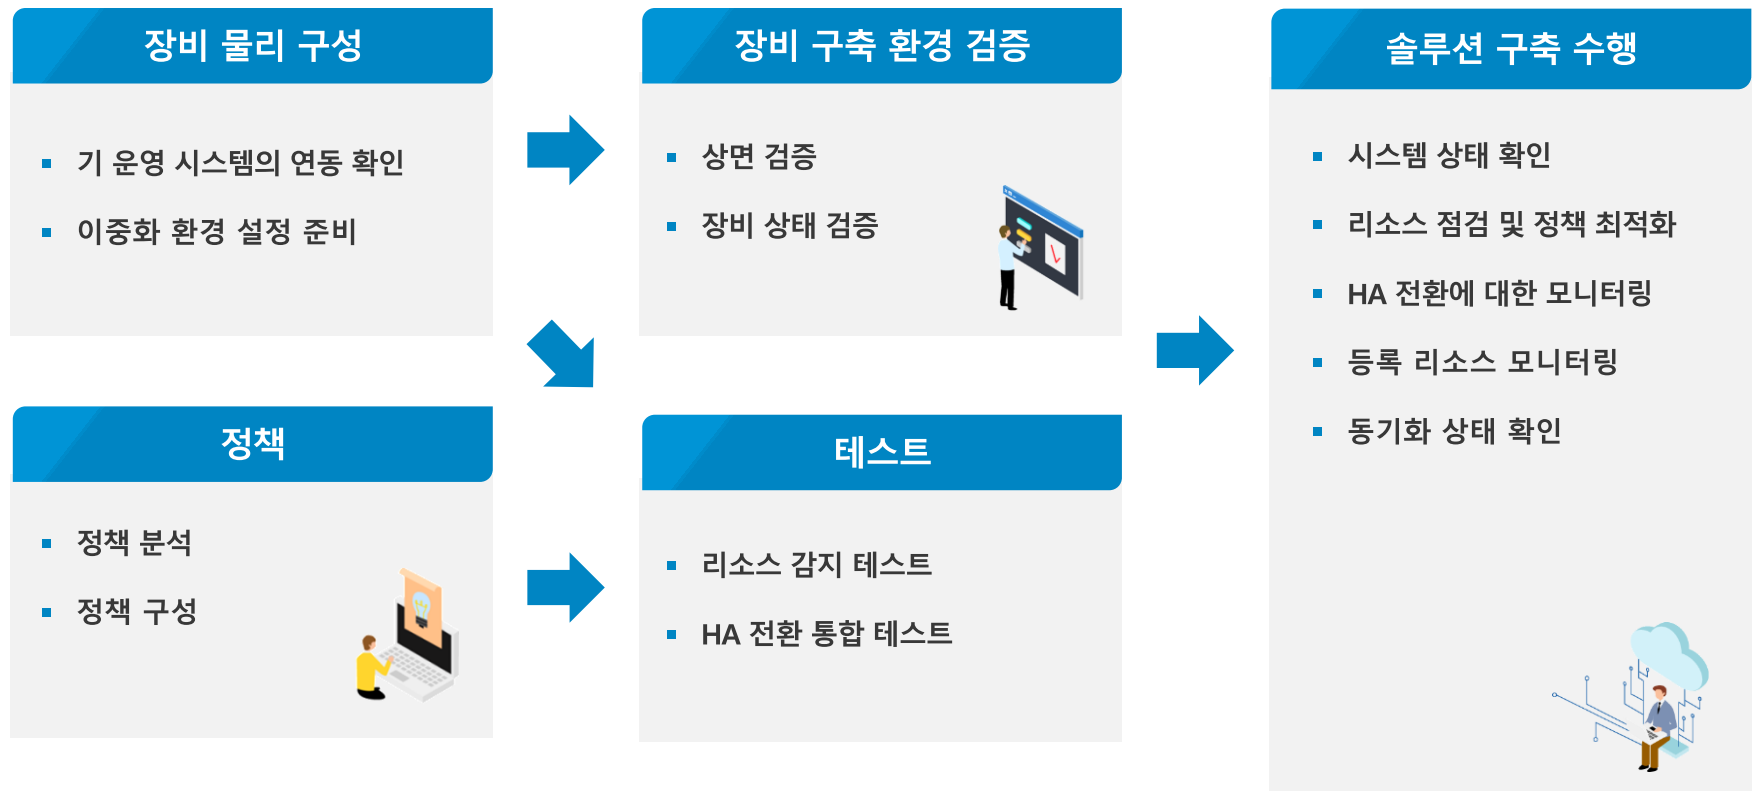 장비 물리 구성
기 운영 시스템의 연동 확인
이중화 환경 설정 준비
장비 구축 환경 검증
상면 검증
장비 상태 검증
정책
정책 분석
정책 구성
테스트
리소스 감지 테스트
HA 전환 통합 테스트
솔루션 구축 수행
시스템 상태 확인
리소스 점검 및 정책 최적화
HA 전환에 대한 모니터링
등록 리소스 모니터링
동기화 상태 확인